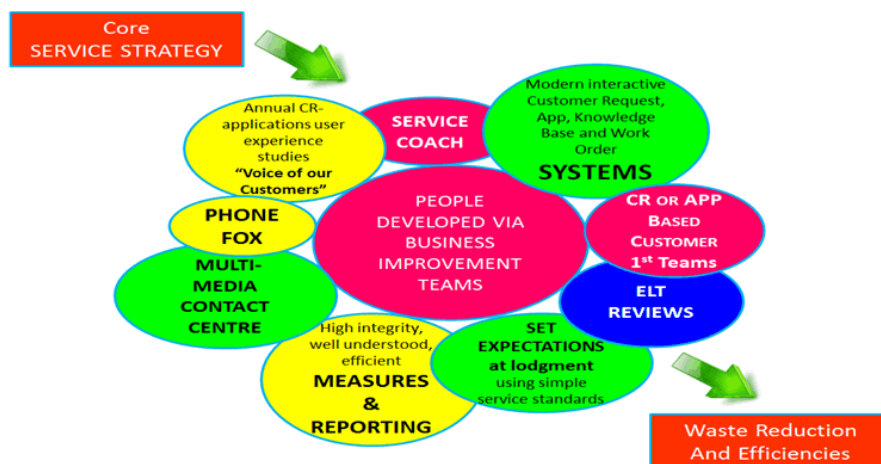 Core
SERVICE STRATEGY
Annual CR-
applications user
experience
studies
“Voice of our
Customers”
SERVICE
COACH
Modern interactive
Customer Request,
App, Knowledge
Base and Work
Order
SYSTEMS
PHONE
FOX
PEOPLE
DEVELOPED VIA
BUSINESS
IMPROVEMENT
TEAMS
CR OR APP
BASED
CUSTOMER
1st Teams
MULTI-
MEDIA
CONTACT
CENTRE
ELT
REVIEWS
High integrity,
well understood,
efficient
MEASURES
&
REPORTING
SET
EXPECTATIONS
at lodgment
using simple
service standards
Waste Reduction
And Efficiencies